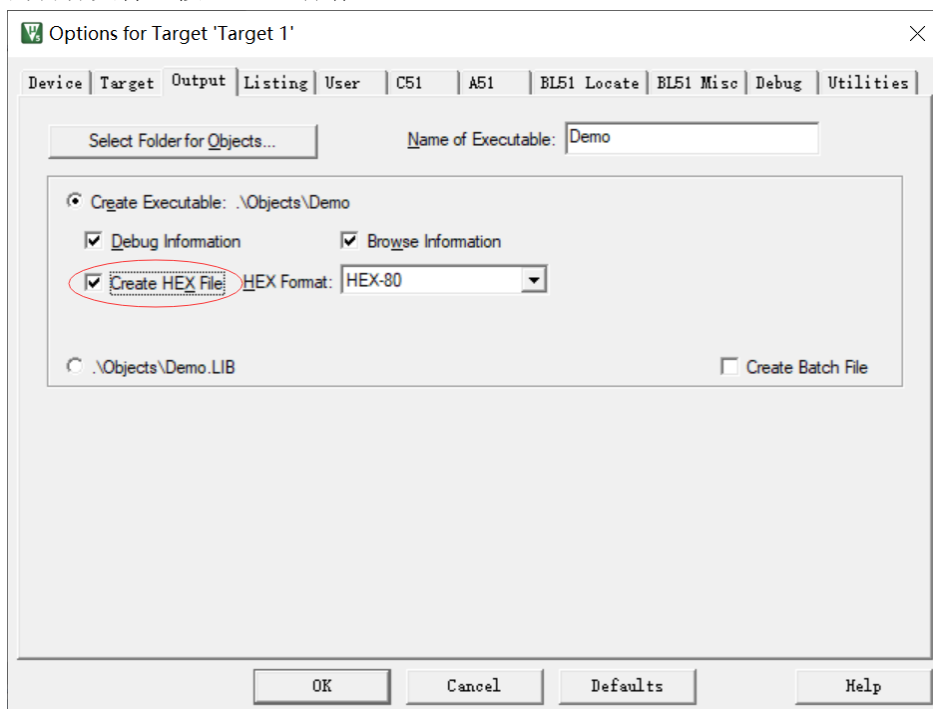 Options for Target 'Target 1'
Device Target Output Listing User C51 A51 BL51 Locate BL51 Misc Debug Utilities
Select Folder for Objects... Name of Executable: Demo
Create Executable: .\Objects\Demo
Debug Information Browse Information
Create HEX File HEX Format: HEX-80
.\Objects\Demo.LIB Create Batch File
OK Cancel Defaults Help